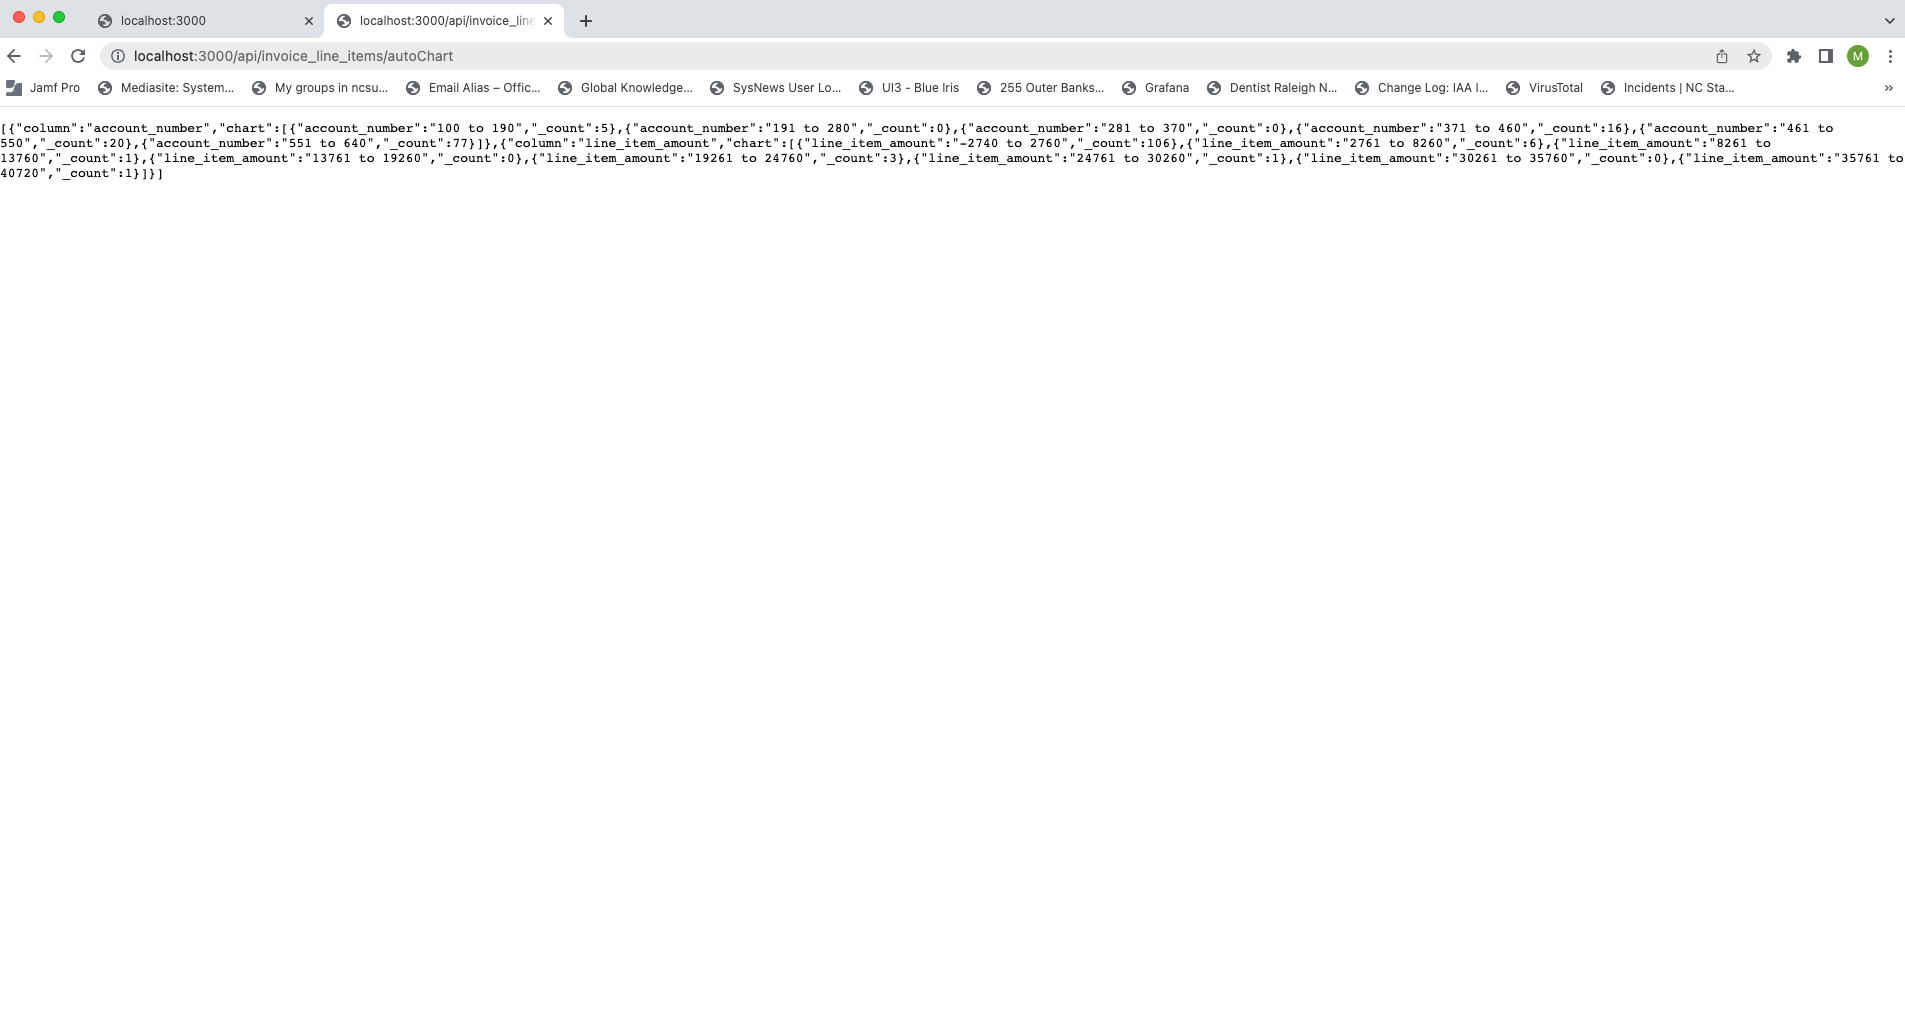 localhost:3000
localhost:3000/api/invoice_line
localhost:3000/api/invoice_line_items/autoChart
M
Jamf Pro
Mediasite: System...
My groups in ncsu...
Email Alias – Offic...
Global Knowledge...
SysNews User Lo...
UI3 - Blue Iris
255 Outer Banks...
Grafana
Dentist Raleigh N...
Change Log: IAA I...
VirusTotal
Incidents | NC Sta...
»
[{"column":"account_number","chart":[{"account_number":"100 to 190","_count":5},{"account_number":"191 to 280","_count":0},{"account_number":"281 to 370","_count":0},{"account_number":"371 to 460","_count":16},{"account_number":"461 to
550","_count":20},{"account_number":"551 to 640","_count":77}]},{"column":"line_item_amount","chart":[{"line_item_amount":"-2740 to 2760","_count":106},{"line_item_amount":"2761 to 8260","_count":6},{"line_item_amount":"8261 to
13760","_count":1},{"line_item_amount":"13761 to 19260","_count":0},{"line_item_amount":"19261 to 24760","_count":3},{"line_item_amount":"24761 to 30260","_count":1},{"line_item_amount":"30261 to 35760","_count":0},{"line_item_amount":"35761 to
40720","_count":1}]}]